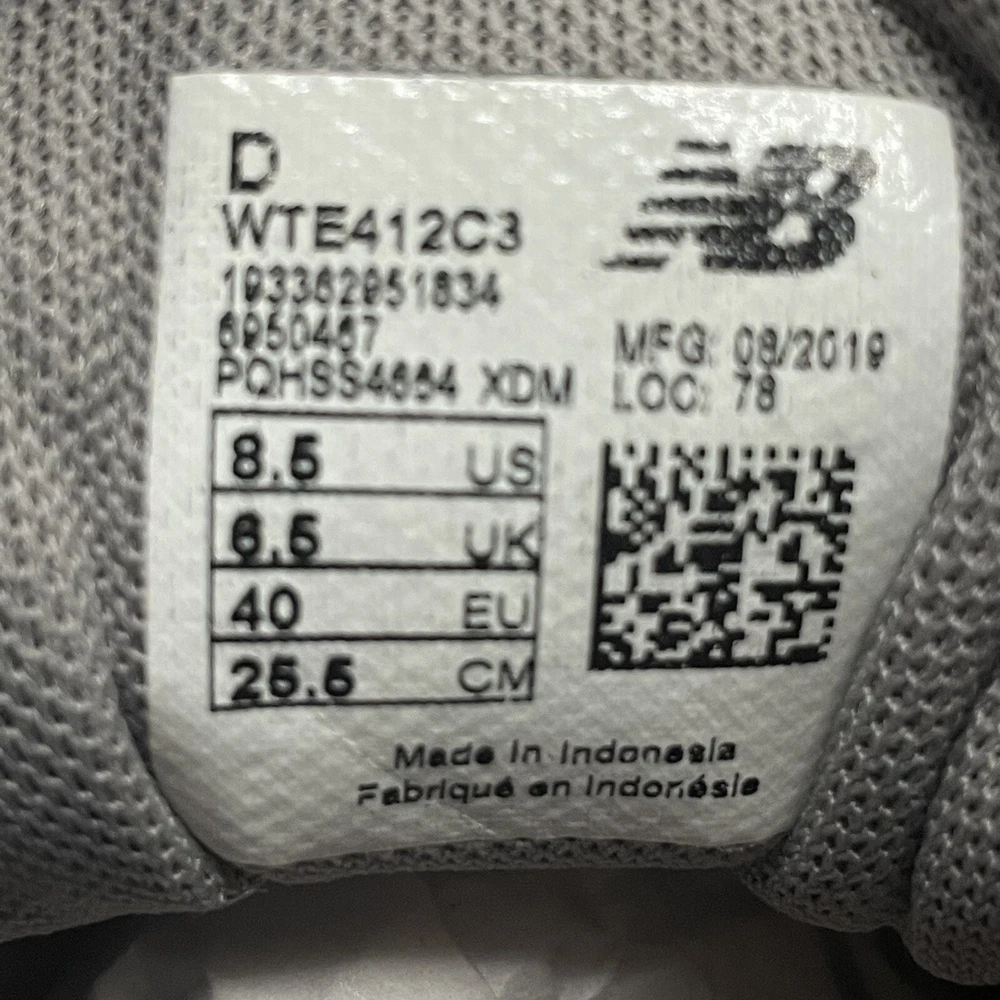 D
WTE412C3
NB
193362951834
6950467
PQHSS4664 XDM
MFG: 08/2019
LOC: 78
8.5 US
6.5 UK
40 EU
25.5 CM
Made in Indonesia
Fabriqué en Indonésie